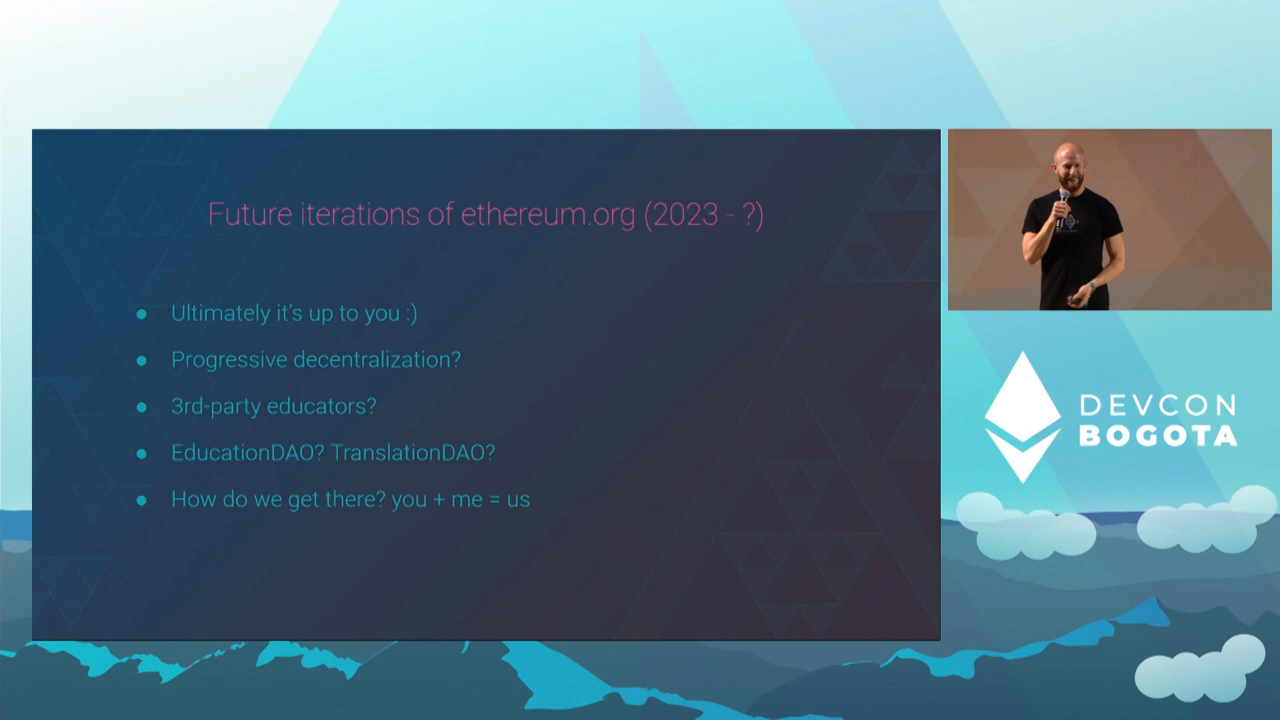 Future iterations of ethereum.org (2023 - ?)
● Ultimately it's up to you :)
● Progressive decentralization?
● 3rd-party educators?
● EducationDAO? TranslationDAO?
● How do we get there? you + me = us
DEVCON
BOGOTA